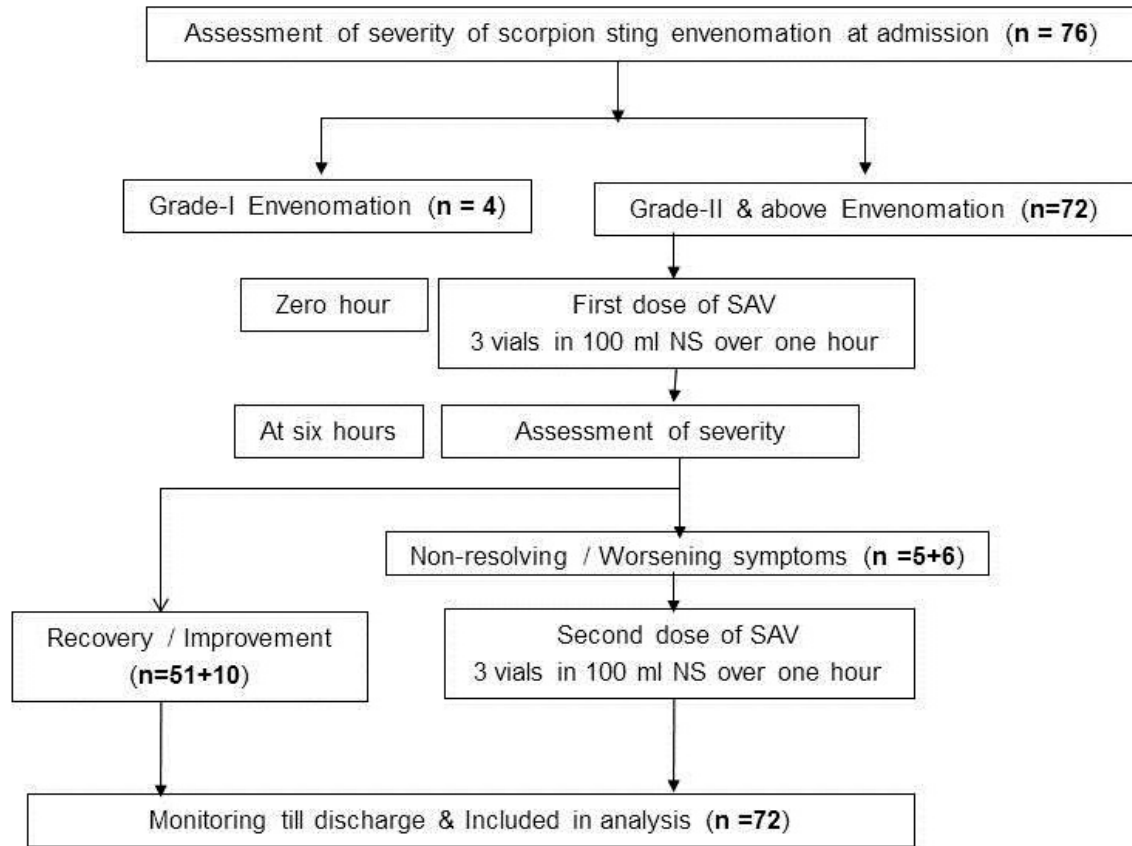 Assessment of severity of scorpion sting envenomation at admission (n = 76)
Grade-I Envenomation (n = 4)
Grade-II & above Envenomation (n=72)
Zero hour
First dose of SAV
3 vials in 100 ml NS over one hour
At six hours
Assessment of severity
Non-resolving / Worsening symptoms (n =5+6)
Recovery / Improvement
(n=51+10)
Second dose of SAV
3 vials in 100 ml NS over one hour
Monitoring till discharge & Included in analysis (n =72)